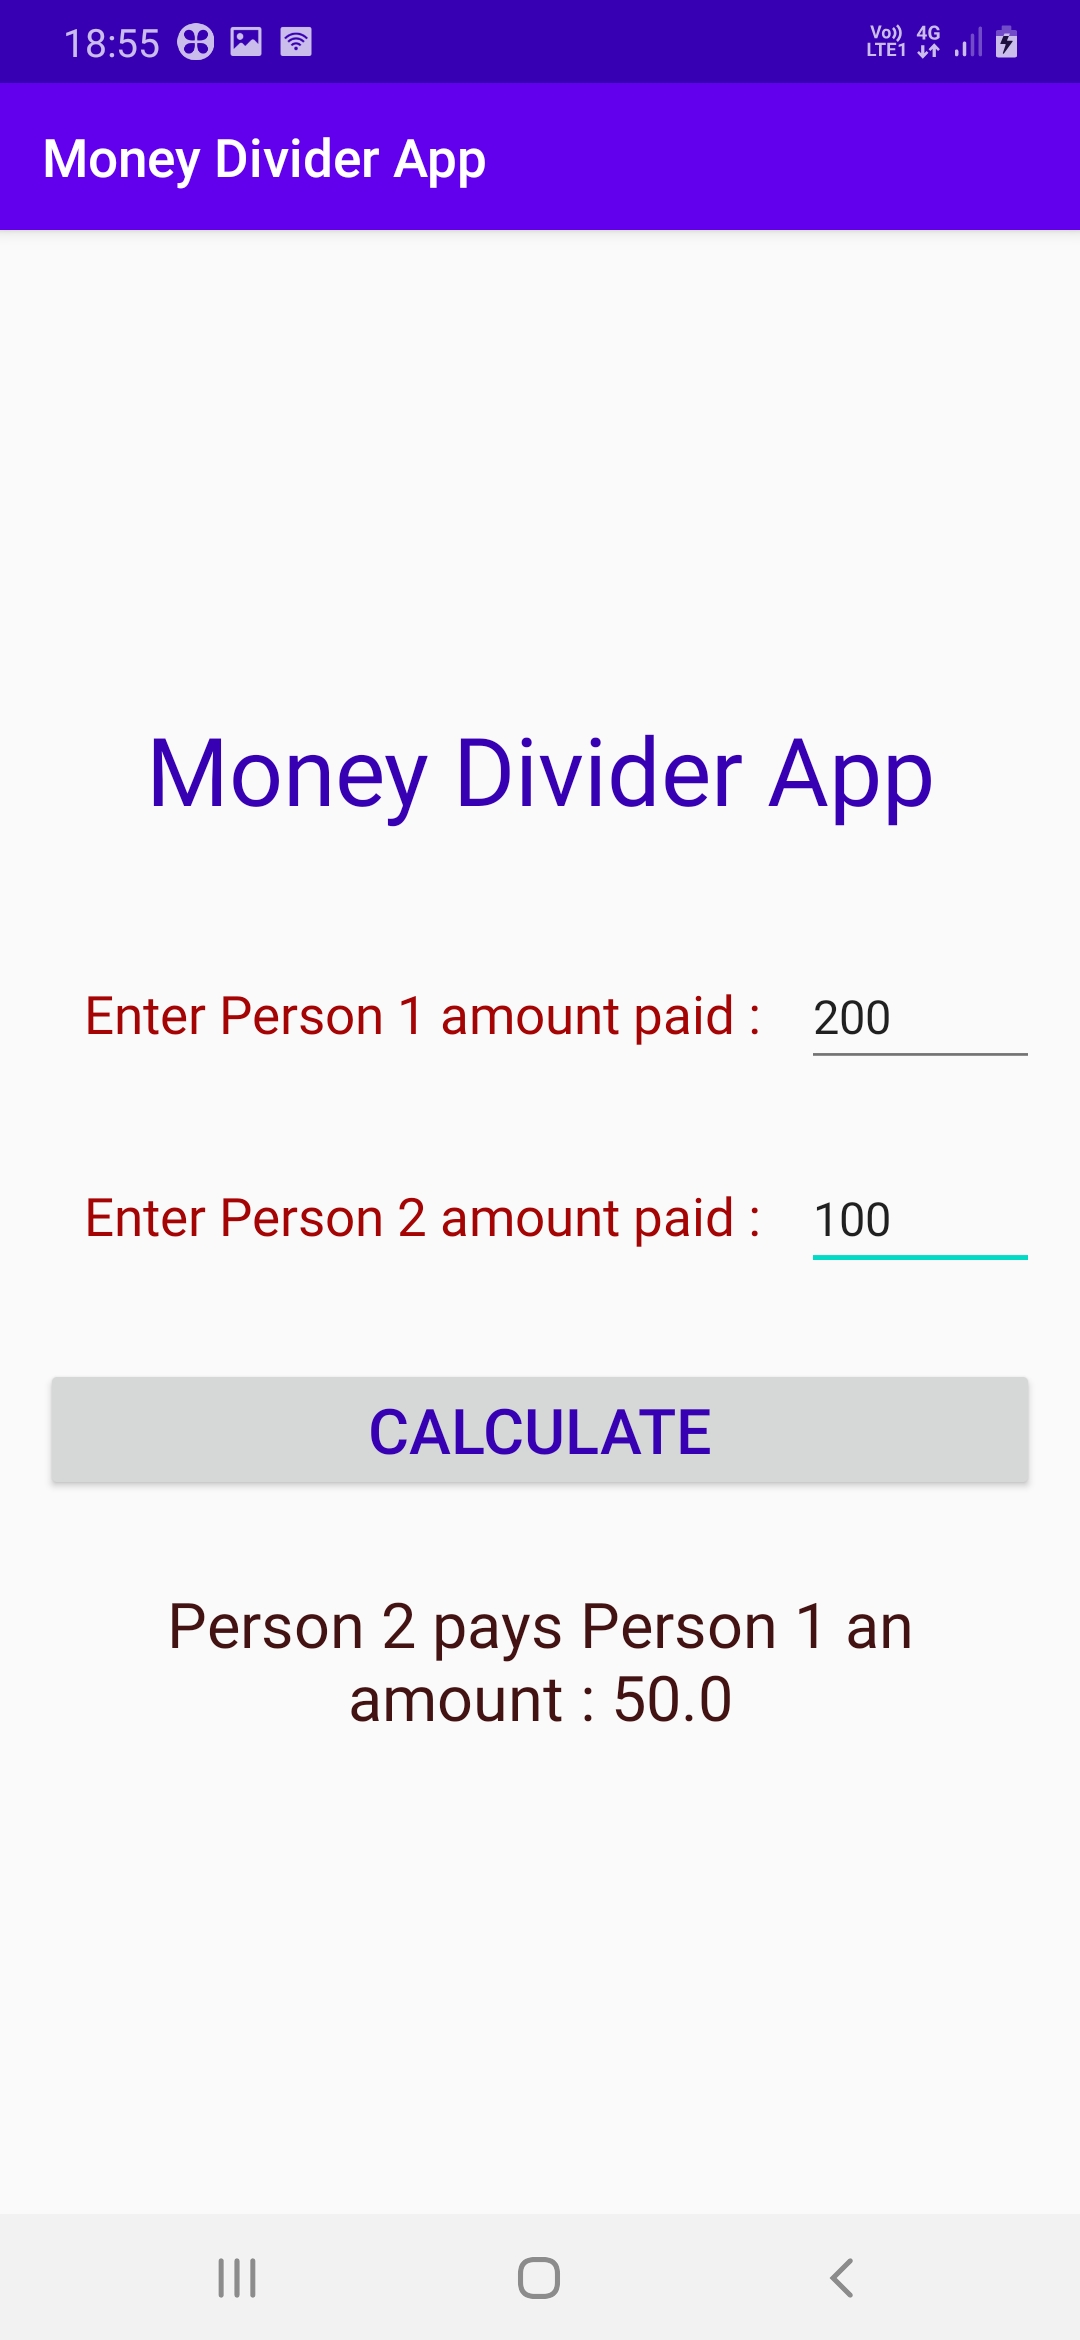 18:55
Vo)) 4G
LTE1
Money Divider App
Money Divider App
Enter Person 1 amount paid : 200
Enter Person 2 amount paid : 100
CALCULATE
Person 2 pays Person 1 an
amount : 50.0